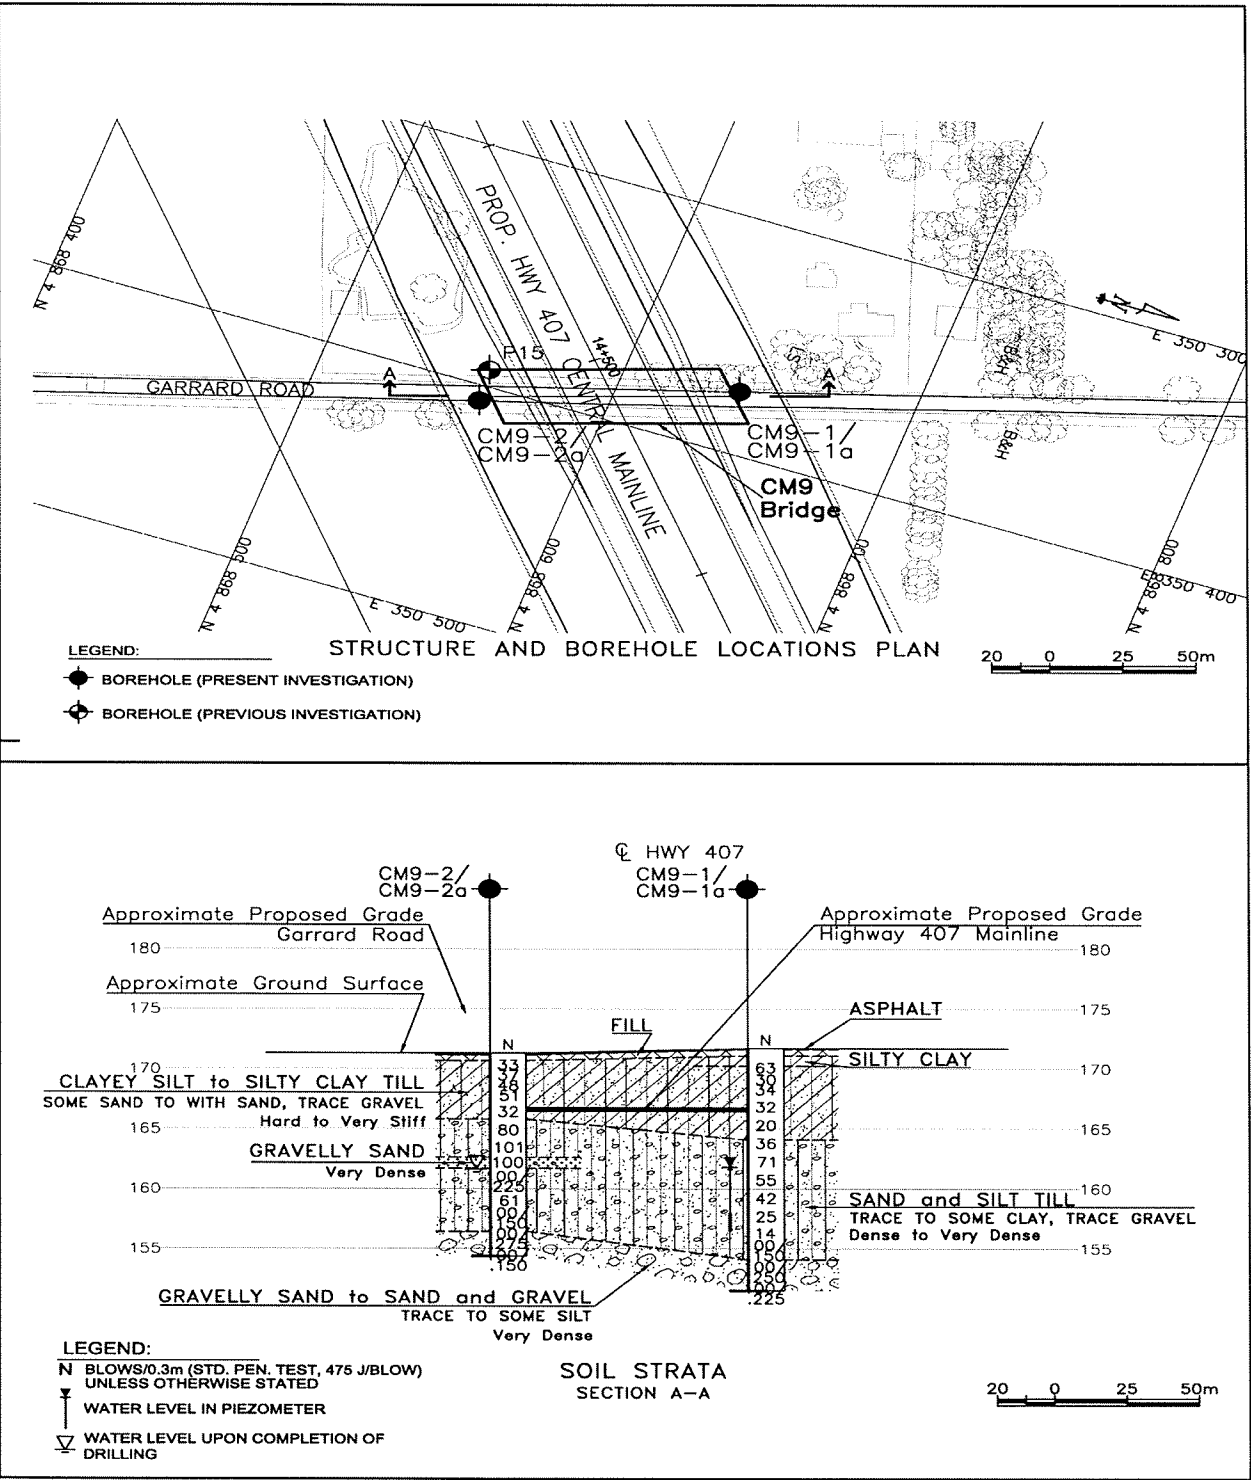 N 4 868 400
PROP. HWY 407 CENTRAL MAINLINE
14+500
P15
A
A
GARRARD ROAD
N
E 350 300
B&H
B&H
CM9-2/
CM9-2a
CM9-1/
CM9-1a
CM9
Bridge
N 4 868 500
N 4 868 600
N 4 868 700
N 4 868 800
E 350 500
E 350 400
STRUCTURE AND BOREHOLE LOCATIONS PLAN
20 0 25 50m
LEGEND:
BOREHOLE (PRESENT INVESTIGATION)
BOREHOLE (PREVIOUS INVESTIGATION)
℄ HWY 407
CM9-2/
CM9-2a
CM9-1/
CM9-1a
Approximate Proposed Grade
Garrard Road
Approximate Proposed Grade
Highway 407 Mainline
180
180
Approximate Ground Surface
175
175
ASPHALT
FILL
N
N
SILTY CLAY
170
170
CLAYEY SILT to SILTY CLAY TILL
SOME SAND TO WITH SAND, TRACE GRAVEL
Hard to Very Stiff
165
165
GRAVELLY SAND
Very Dense
160
160
SAND and SILT TILL
TRACE TO SOME CLAY, TRACE GRAVEL
Dense to Very Dense
155
155
33
48
51
32
80
101
100
225
61
150
275
.150
63
34
32
20
36
71
55
42
25
14
150
250
.225
GRAVELLY SAND to SAND and GRAVEL
TRACE TO SOME SILT
Very Dense
LEGEND:
N BLOWS/0.3m (STD. PEN. TEST, 475 J/BLOW)
UNLESS OTHERWISE STATED
WATER LEVEL IN PIEZOMETER
WATER LEVEL UPON COMPLETION OF
DRILLING
SOIL STRATA
SECTION A-A
20 0 25 50m